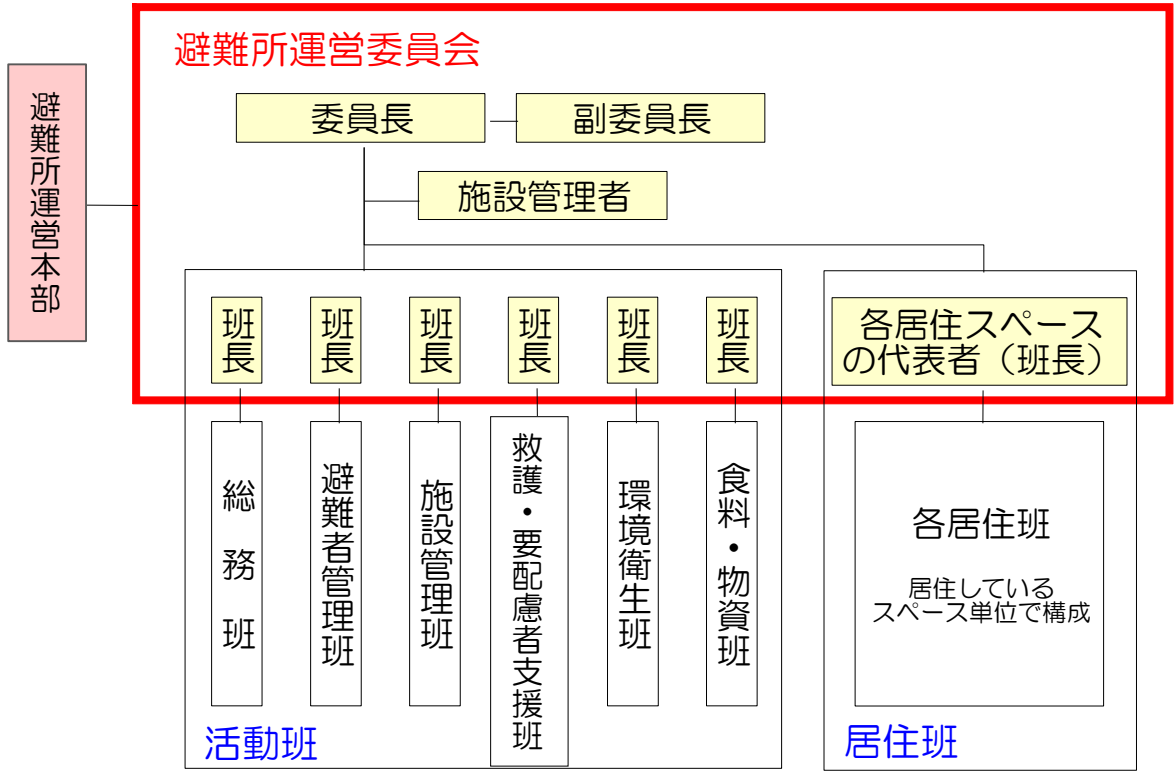 避難所運営委員会
避難所運営本部
委員長
副委員長
施設管理者
班長
班長
班長
班長
班長
班長
各居住スペース
の代表者（班長）
総務班
避難者管理班
施設管理班
救護・要配慮者支援班
環境衛生班
食料・物資班
各居住班
居住している
スペース単位で構成
活動班
居住班